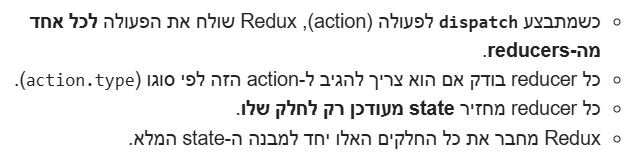 כשמתבצע dispatch לפעולה (action), Redux שולח את הפעולה לכל אחד
מה-reducers.
כל reducer בודק אם הוא צריך להגיב ל-action הזה לפי סוגו (action.type).
כל reducer מחזיר state מעודכן רק לחלק שלו.
Redux מחבר את כל החלקים האלו יחד למבנה ה-state המלא.